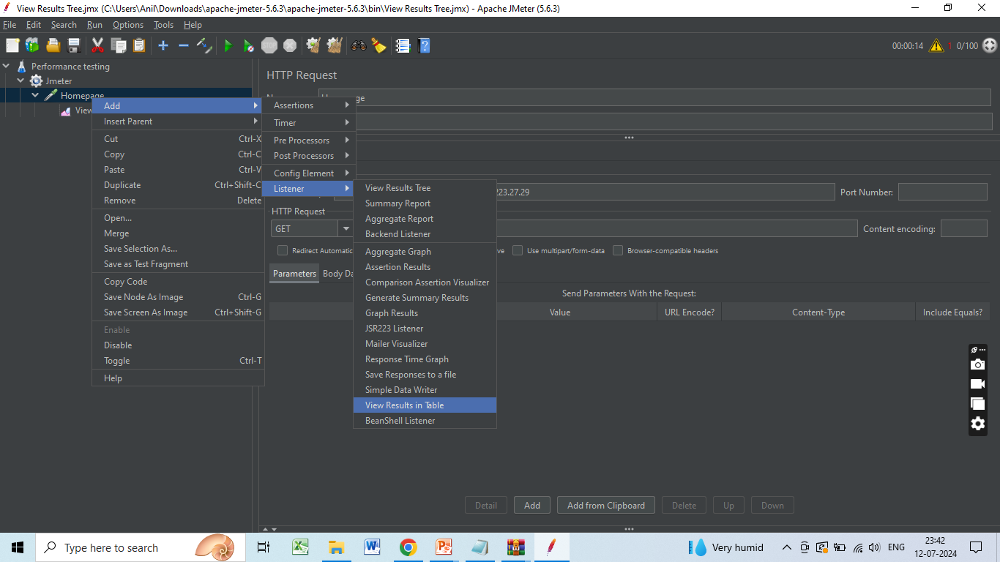 View Results Tree.jmx (C:\Users\Anil\Downloads\apache-jmeter-5.6.3\apache-jmeter-5.6.3\bin\View Results Tree.jmx) - Apache JMeter (5.6.3)
File Edit Search Run Options Tools Help
STOP 00:00:14 1 0/100
Performance testing
Jmeter
Homepage
View
Add
Insert Parent
Cut Ctrl-X
Copy Ctrl-C
Paste Ctrl-V
Duplicate Ctrl+Shift-C
Remove Delete
Open...
Merge
Save Selection As...
Save as Test Fragment
Copy Code
Save Node As Image Ctrl-G
Save Screen As Image Ctrl+Shift-G
Enable
Disable
Toggle Ctrl-T
Help
Assertions
Timer
Pre Processors
Post Processors
Config Element
Listener
View Results Tree
Summary Report
Aggregate Report
Backend Listener
Aggregate Graph
Assertion Results
Comparison Assertion Visualizer
Generate Summary Results
Graph Results
JSR223 Listener
Mailer Visualizer
Response Time Graph
Save Responses to a file
Simple Data Writer
View Results in Table
BeanShell Listener
HTTP Request
223.27.29 Port Number:
HTTP Request
GET Content encoding:
Redirect Automatic ve Use multipart/form-data Browser-compatible headers
Parameters Body Da
Send Parameters With the Request:
Value URL Encode? Content-Type Include Equals?
Detail Add Add from Clipboard Delete Up Down
Type here to search
Very humid ENG 23:42
12-07-2024